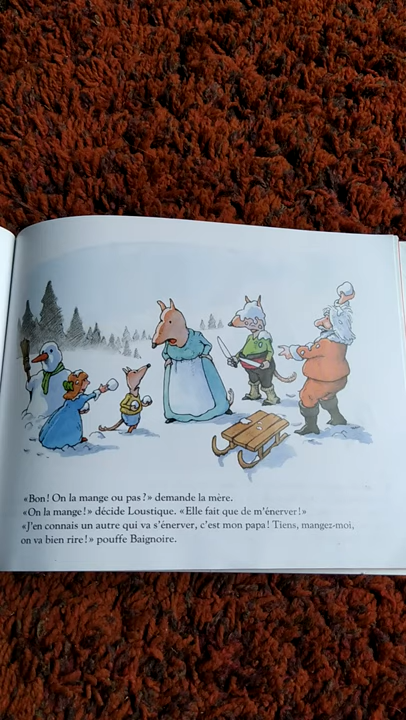 «Bon! On la mange ou pas?» demande la mère.
«On la mange!» décide Loustique. «Elle fait que de m'énerver!»
«J'en connais un autre qui va s'énerver, c'est mon papa! Tiens, mangez-moi,
on va bien rire!» pouffe Baignoire.